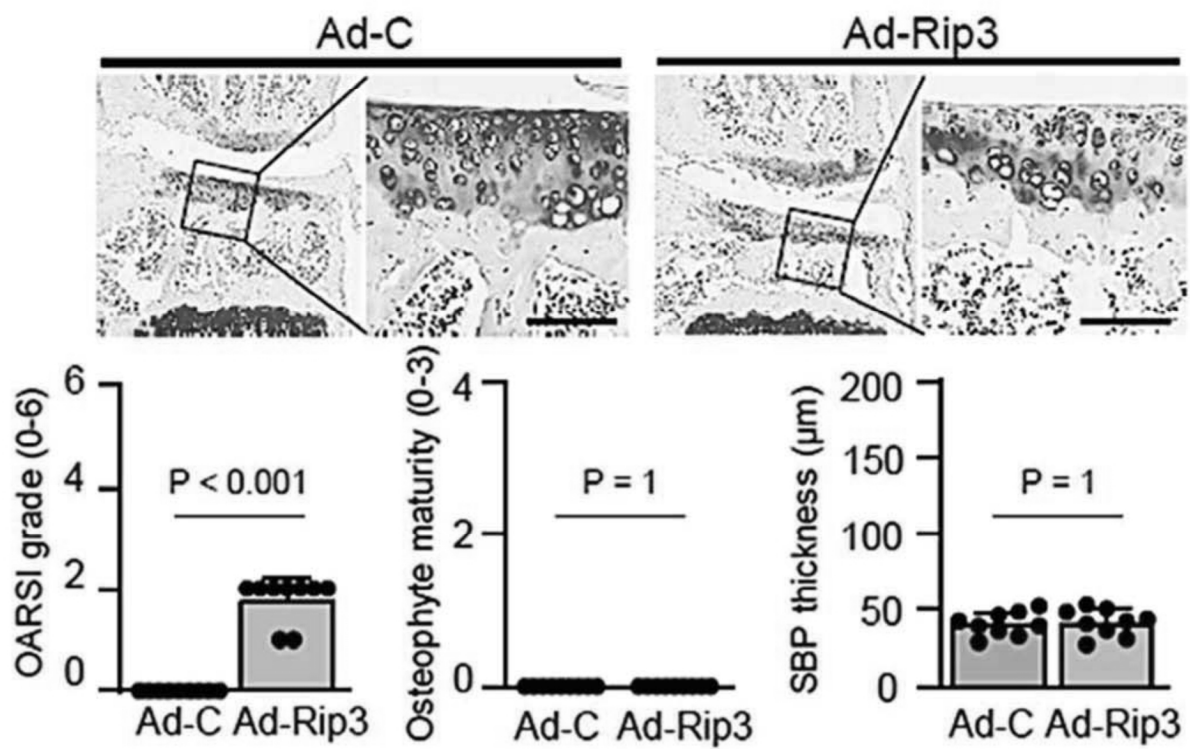 Ad-C
Ad-Rip3
OARSI grade (0-6)
6
4
2
0
P < 0.001
Ad-C Ad-Rip3
Osteophyte maturity (0-3)
4
2
0
P = 1
Ad-C Ad-Rip3
SBP thickness (μm)
200
150
100
50
0
P = 1
Ad-C Ad-Rip3